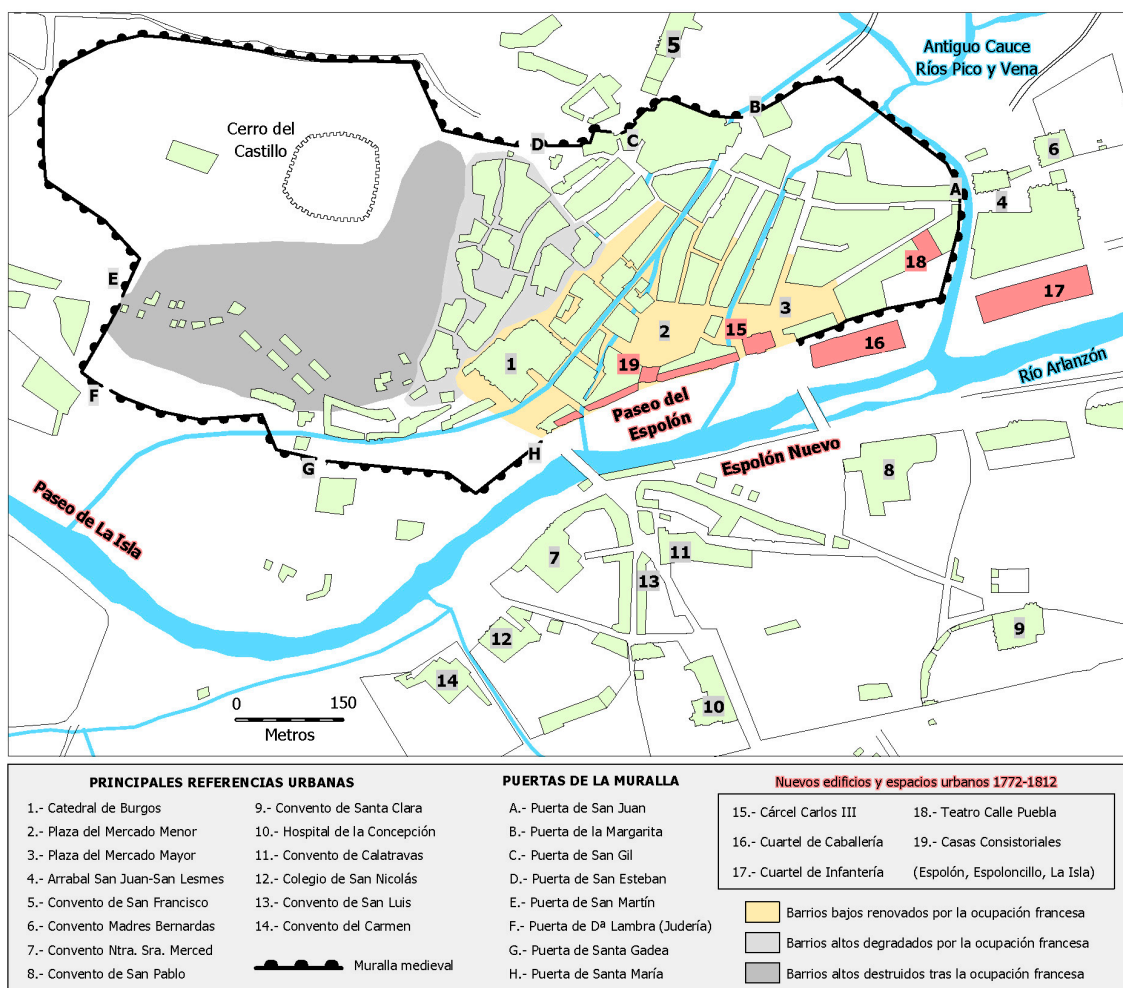 5
Antiguo Cauce
Ríos Pico y Vena
B
Cerro del
Castillo
D
C
6
A
4
18
E
17
3
15
2
16
1
19
Río Arlanzón
F
Paseo del
Espolón
H
Espolón Nuevo
G
8
Paseo de La Isla
7
11
13
12
9
14
10
0 150
Metros
PRINCIPALES REFERENCIAS URBANAS
1.- Catedral de Burgos
2.- Plaza del Mercado Menor
3.- Plaza del Mercado Mayor
4.- Arrabal San Juan-San Lesmes
5.- Convento de San Francisco
6.- Convento Madres Bernardas
7.- Convento Ntra. Sra. Merced
8.- Convento de San Pablo
9.- Convento de Santa Clara
10.- Hospital de la Concepción
11.- Convento de Calatravas
12.- Colegio de San Nicolás
13.- Convento de San Luis
14.- Convento del Carmen
Muralla medieval
PUERTAS DE LA MURALLA
A.- Puerta de San Juan
B.- Puerta de la Margarita
C.- Puerta de San Gil
D.- Puerta de San Esteban
E.- Puerta de San Martín
F.- Puerta de Dª Lambra (Judería)
G.- Puerta de Santa Gadea
H.- Puerta de Santa María
Nuevos edificios y espacios urbanos 1772-1812
15.- Cárcel Carlos III
16.- Cuartel de Caballería
17.- Cuartel de Infantería
18.- Teatro Calle Puebla
19.- Casas Consistoriales
(Espolón, Espoloncillo, La Isla)
Barrios bajos renovados por la ocupación francesa
Barrios altos degradados por la ocupación francesa
Barrios altos destruidos tras la ocupación francesa